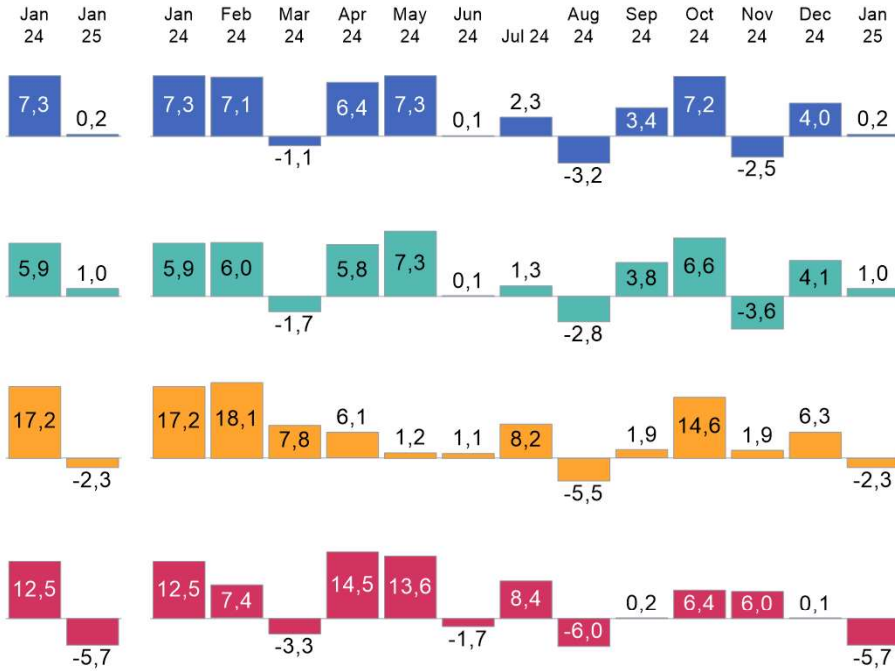 Jan Jan Jan Feb Mar Apr May Jun Jul 24 Aug Sep Oct Nov Dec Jan
24 25 24 24 24 24 24 24 24 24 24 24 24 25
7,3 0,2 7,3 7,1 -1,1 6,4 7,3 0,1 2,3 -3,2 3,4 7,2 -2,5 4,0 0,2
5,9 1,0 5,9 6,0 -1,7 5,8 7,3 0,1 1,3 -2,8 3,8 6,6 -3,6 4,1 1,0
17,2 -2,3 17,2 18,1 7,8 6,1 1,2 1,1 8,2 -5,5 1,9 14,6 1,9 6,3 -2,3
12,5 -5,7 12,5 7,4 -3,3 14,5 13,6 -1,7 8,4 -6,0 0,2 6,4 6,0 0,1 -5,7